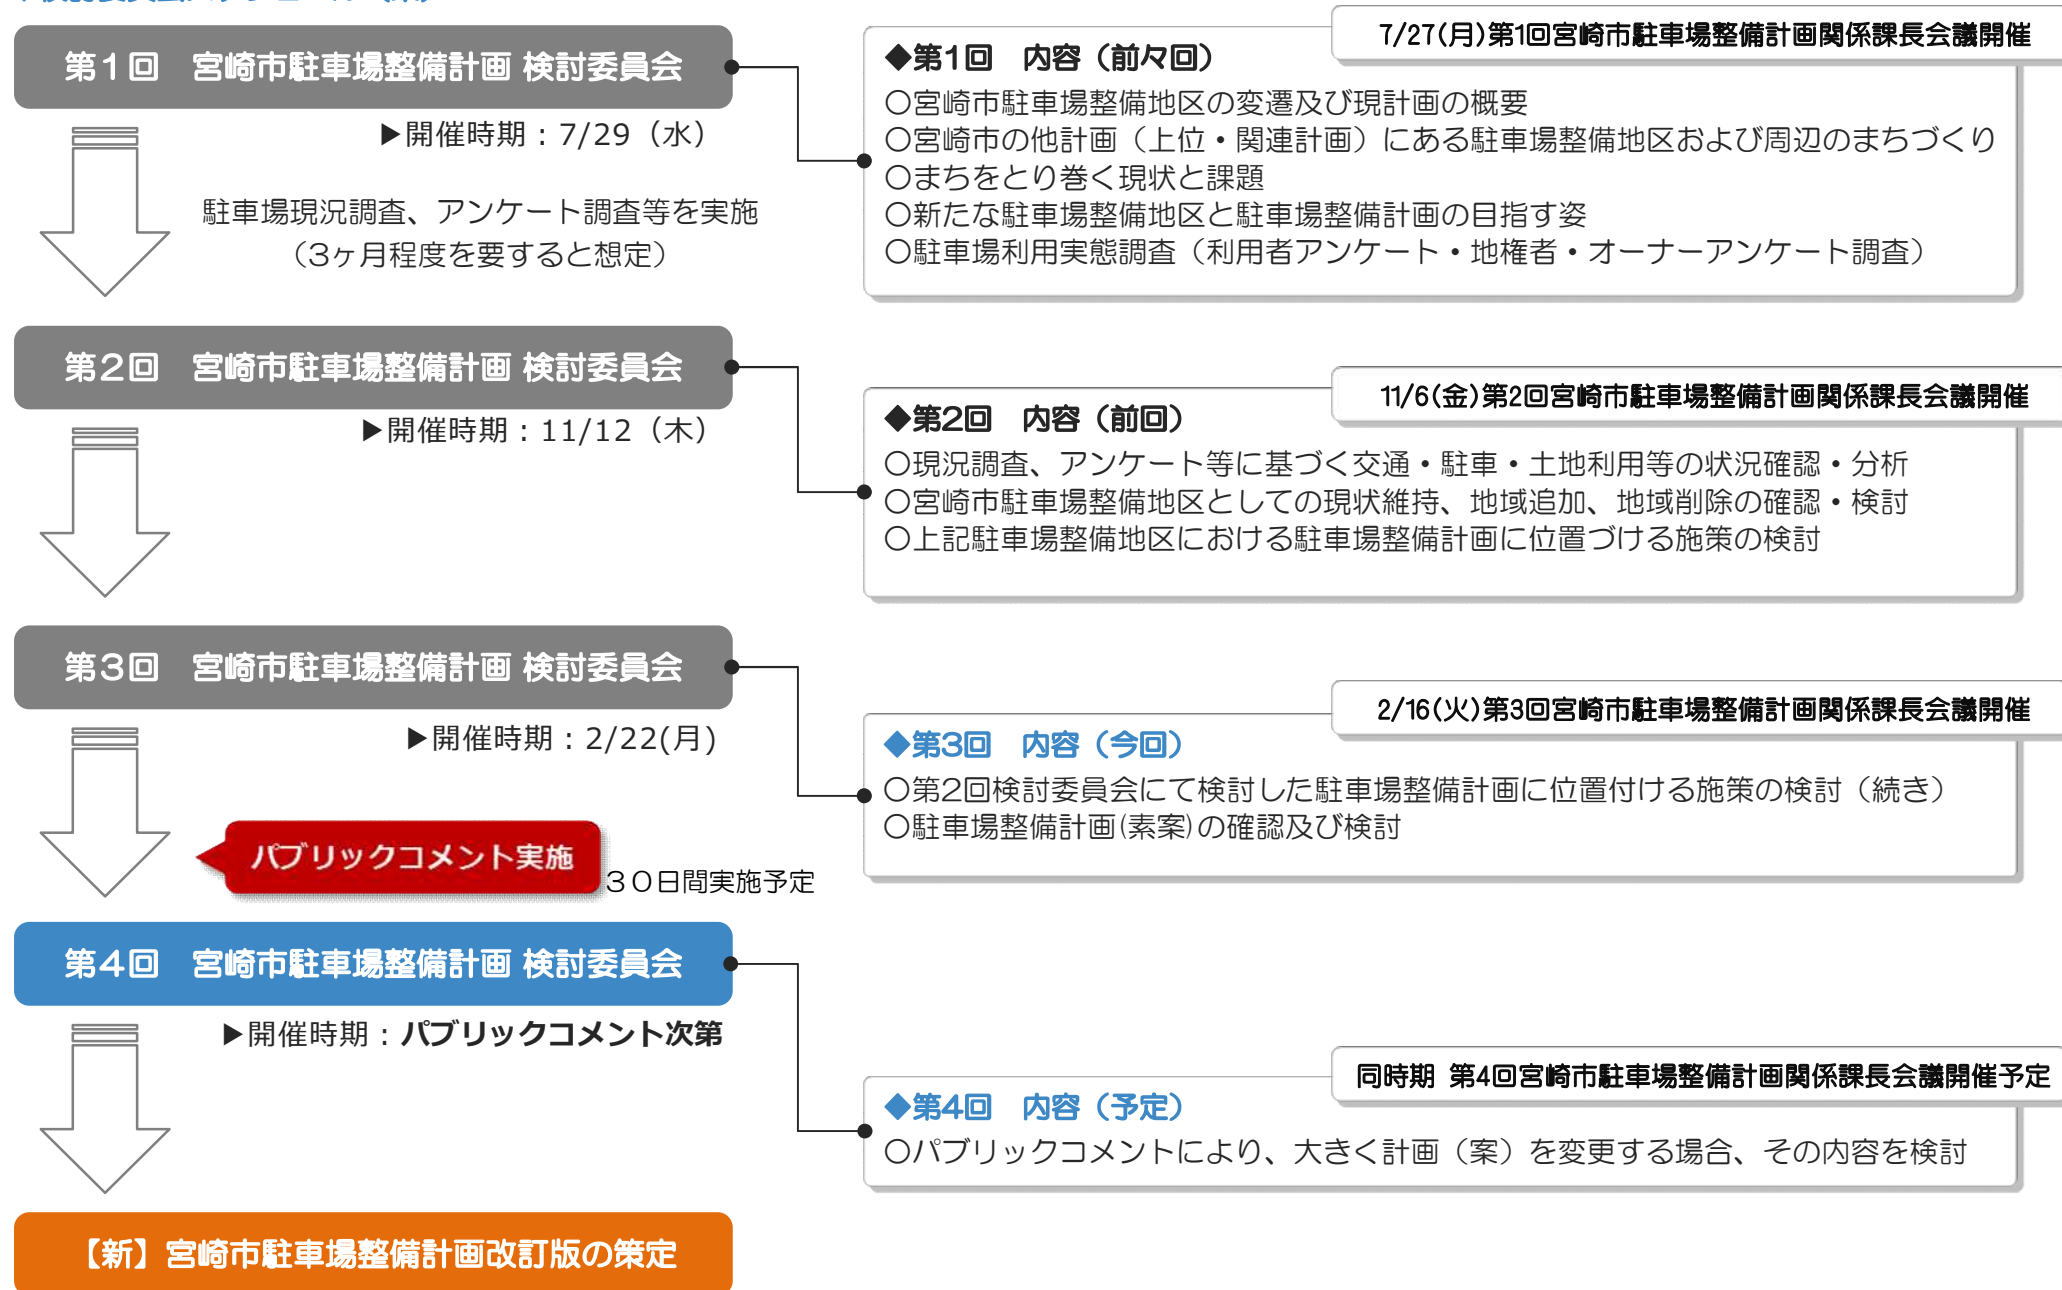 第1回　宮崎市駐車場整備計画 検討委員会
▶開催時期：7/29（水）
駐車場現況調査、アンケート調査等を実施
（3ヶ月程度を要すると想定）
7/27(月)第1回宮崎市駐車場整備計画関係課長会議開催
◆第1回　内容（前々回）
〇宮崎市駐車場整備地区の変遷及び現計画の概要
〇宮崎市の他計画（上位・関連計画）にある駐車場整備地区および周辺のまちづくり
〇まちをとり巻く現状と課題
〇新たな駐車場整備地区と駐車場整備計画の目指す姿
〇駐車場利用実態調査（利用者アンケート・地権者・オーナーアンケート調査）
第2回　宮崎市駐車場整備計画 検討委員会
▶開催時期：11/12（木）
11/6(金)第2回宮崎市駐車場整備計画関係課長会議開催
◆第2回　内容（前回）
〇現況調査、アンケート等に基づく交通・駐車・土地利用等の状況確認・分析
〇宮崎市駐車場整備地区としての現状維持、地域追加、地域削除の確認・検討
〇上記駐車場整備地区における駐車場整備計画に位置づける施策の検討
第3回　宮崎市駐車場整備計画 検討委員会
▶開催時期：2/22(月)
2/16(火)第3回宮崎市駐車場整備計画関係課長会議開催
◆第3回　内容（今回）
〇第2回検討委員会にて検討した駐車場整備計画に位置付ける施策の検討（続き）
〇駐車場整備計画(素案)の確認及び検討
パブリックコメント実施
３０日間実施予定
第4回　宮崎市駐車場整備計画 検討委員会
▶開催時期：パブリックコメント次第
同時期 第4回宮崎市駐車場整備計画関係課長会議開催予定
◆第4回　内容（予定）
〇パブリックコメントにより、大きく計画（案）を変更する場合、その内容を検討
【新】宮崎市駐車場整備計画改訂版の策定